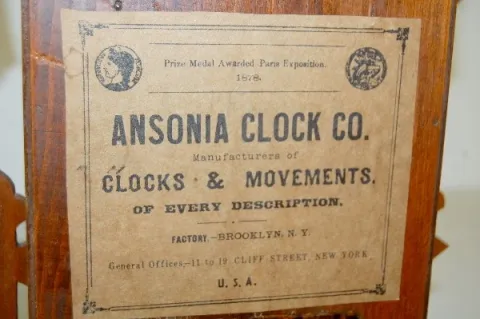 Prize Medal Awarded Paris Exposition.
1878.
ANSONIA CLOCK CO.
Manufacturers of
CLOCKS & MOVEMENTS.
OF EVERY DESCRIPTION.
FACTORY.—BROOKLYN, N. Y.
General Offices,—11 to 19 CLIFF STREET, NEW YORK
U. S. A.